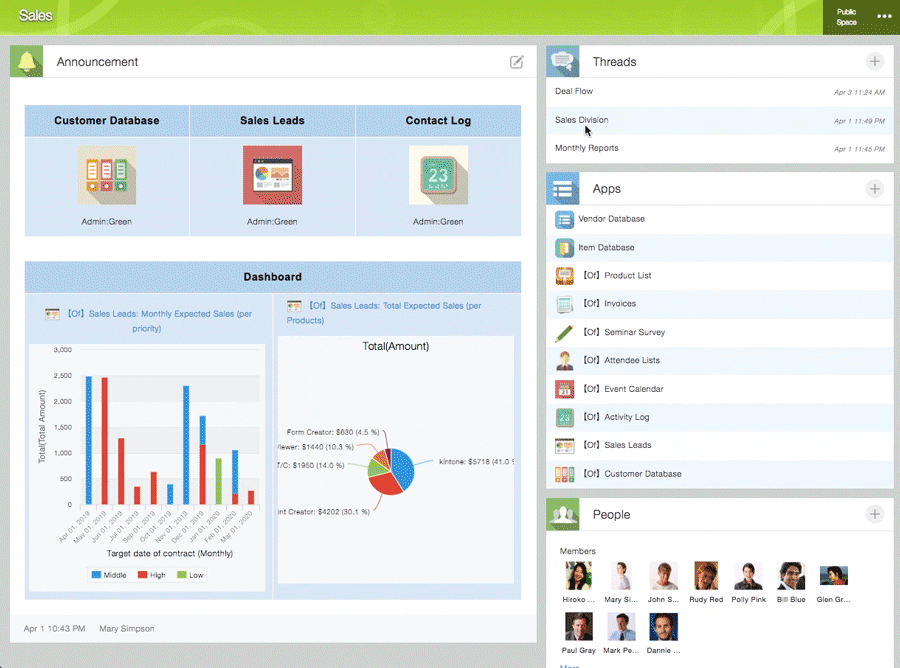 Sales
Public
Space
Announcement
Customer Database
Sales Leads
Contact Log
23
Admin:Green
Admin:Green
Admin:Green
Dashboard
【Of】Sales Leads: Monthly Expected Sales (per
priority)
【Of】Sales Leads: Total Expected Sales (per
Products)
Total(Total Amount)
3,000
2,500
2,000
1,500
1,000
500
0
Apr 01, 2019
May 01, 2019
Jun 01, 2019
Jul 01, 2019
Sep 01, 2019
Oct 01, 2019
Nov 01, 2019
Dec 01, 2019
Jan 01, 2020
Feb 01, 2020
Mar 01, 2020
Target date of contract (Monthly)
Middle
High
Low
Total(Amount)
Form Creator: $630 (4.5 %)
iewer: $1440 (10.3 %)
T/C: $1950 (14.0 %)
kintone: $5718 (41.0 %
int Creator: $4202 (30.1 %)
Apr 1 10:43 PM Mary Simpson
Threads
Deal Flow Apr 3 11:24 AM
Sales Division Apr 1 11:49 PM
Monthly Reports Apr 1 11:45 PM
Apps
Vendor Database
Item Database
【Of】Product List
【Of】Invoices
【Of】Seminar Survey
【Of】Attendee Lists
【Of】Event Calendar
23
【Of】Activity Log
【Of】Sales Leads
【Of】Customer Database
People
Members
Hiroko ... Mary Si... John S... Rudy Red Polly Pink Bill Blue Glen Gr...
Paul Gray Mark Pe... Dannie ...
More